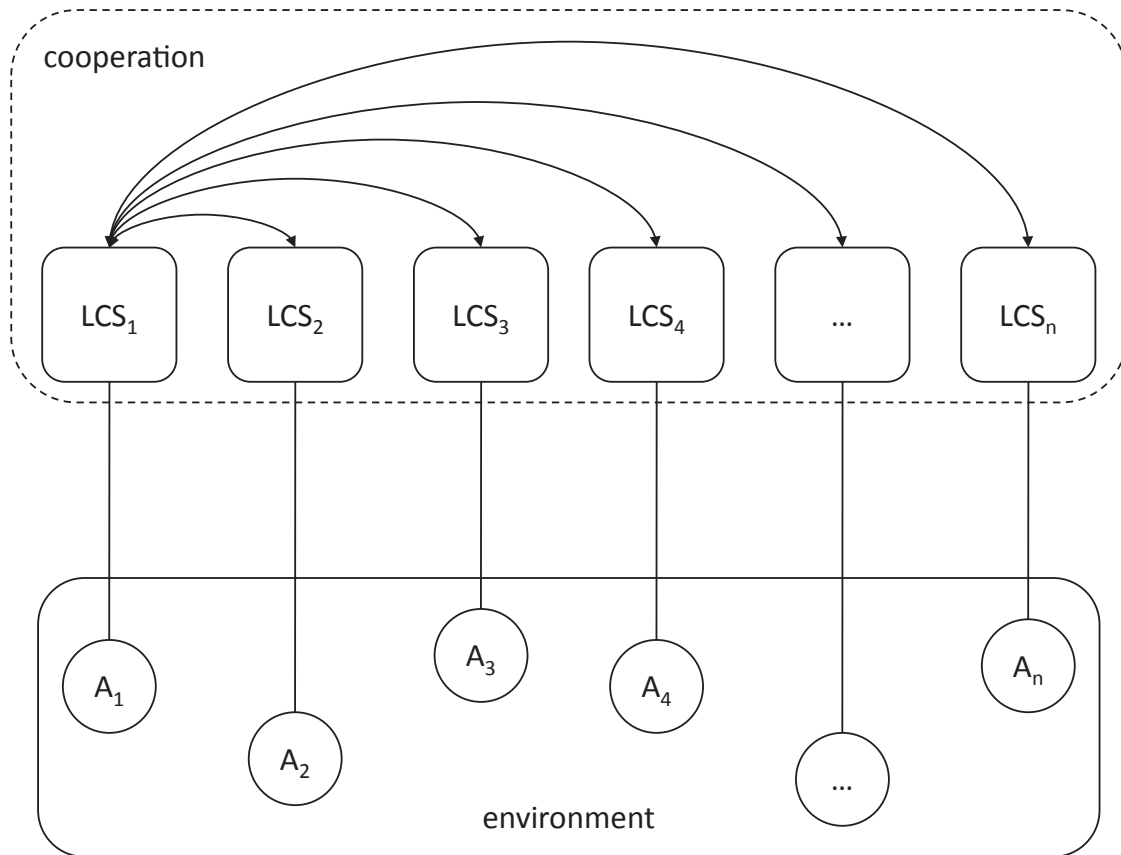 cooperation
LCS₁ LCS₂ LCS₃ LCS₄ ... LCSₙ
A₁ A₂ A₃ A₄ ... Aₙ
environment